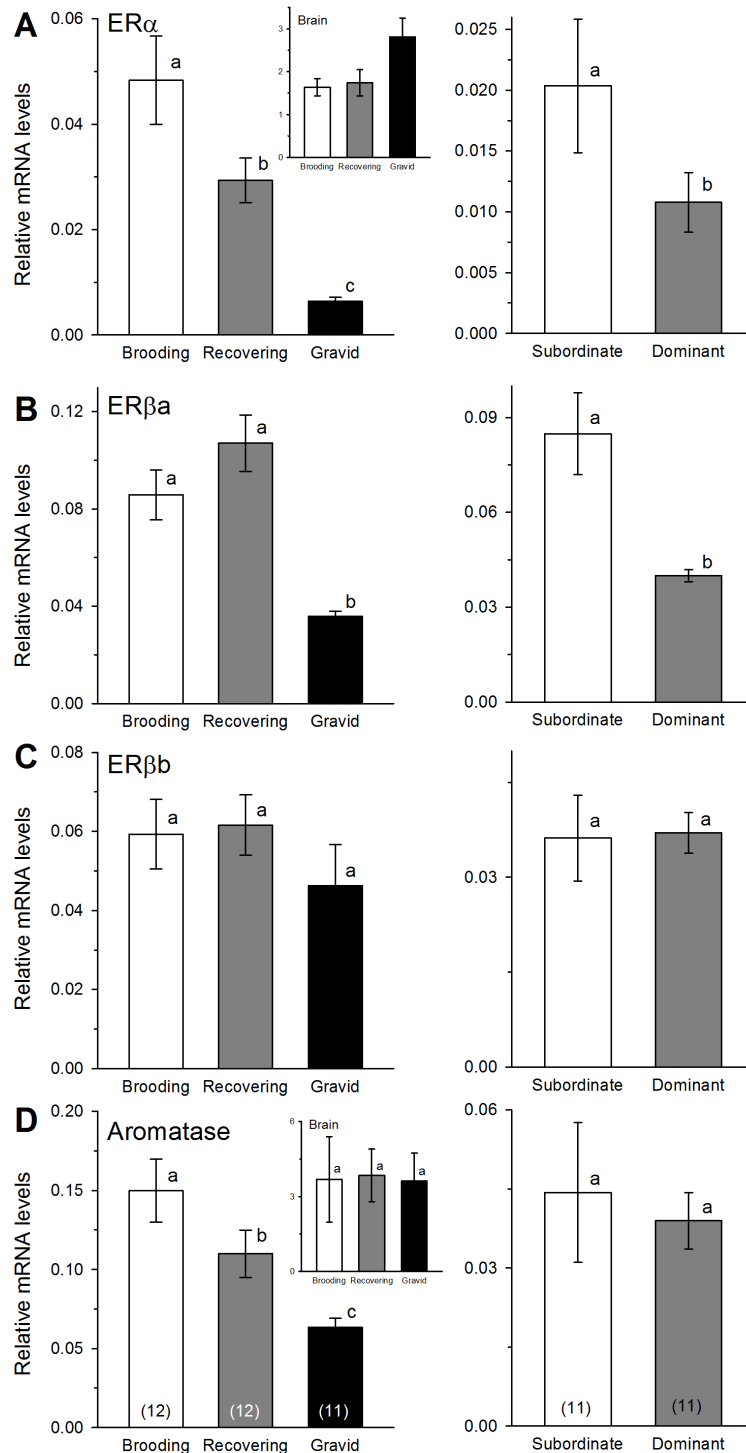 A
ERα
Relative mRNA levels
0.06
0.04
0.02
0.00
a
b
c
Brooding
Recovering
Gravid
Brain
3
2
2
1
0
Brooding
Recovering
Gravid
0.025
0.020
0.015
0.010
0.005
0.000
a
b
Subordinate
Dominant
B
ERβa
Relative mRNA levels
0.12
0.08
0.04
0.00
a
a
b
Brooding
Recovering
Gravid
0.09
0.06
0.03
0.00
a
b
Subordinate
Dominant
C
ERβb
Relative mRNA levels
0.08
0.06
0.04
0.02
0.00
a
a
a
Brooding
Recovering
Gravid
0.03
0.00
a
a
Subordinate
Dominant
D
Aromatase
Relative mRNA levels
0.20
0.15
0.10
0.05
0.00
a
b
c
(12)
(12)
(11)
Brooding
Recovering
Gravid
Brain
6
3
0
a
a
a
Brooding
Recovering
Gravid
0.06
0.03
0.00
a
a
(11)
(11)
Subordinate
Dominant